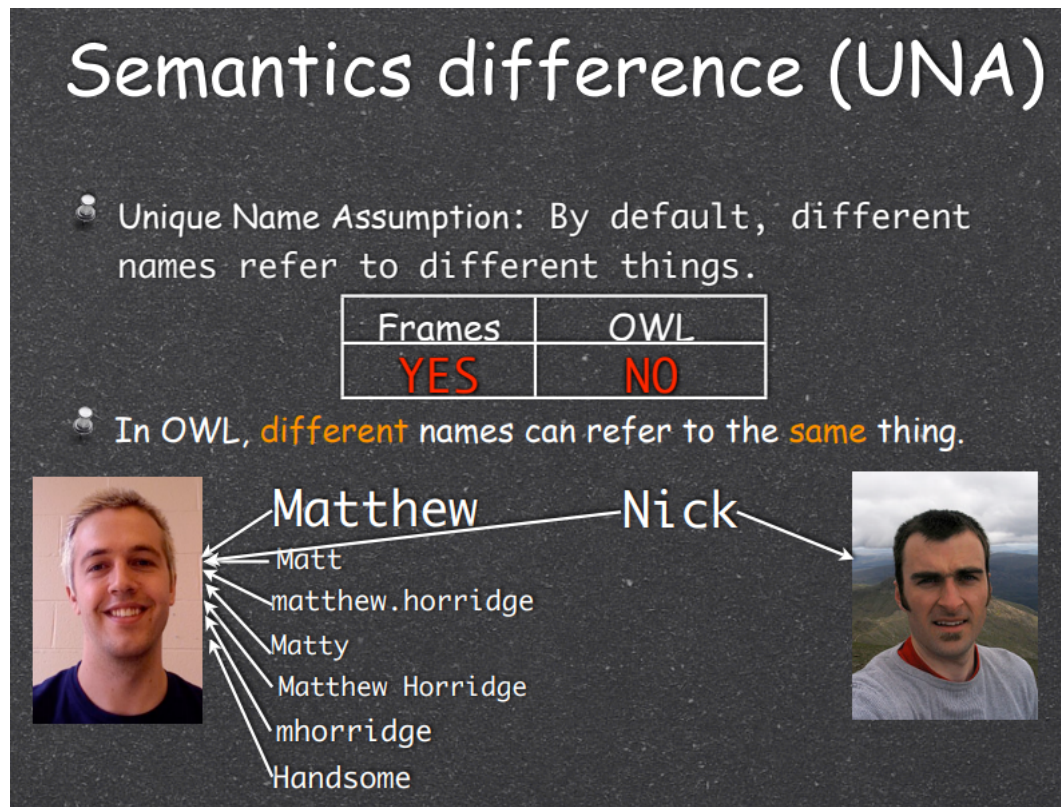 Semantics difference (UNA)
Unique Name Assumption: By default, different
names refer to different things.
Frames OWL
YES NO
In OWL, different names can refer to the same thing.
Matthew Nick
Matt
matthew.horridge
Matty
Matthew Horridge
mhorridge
Handsome